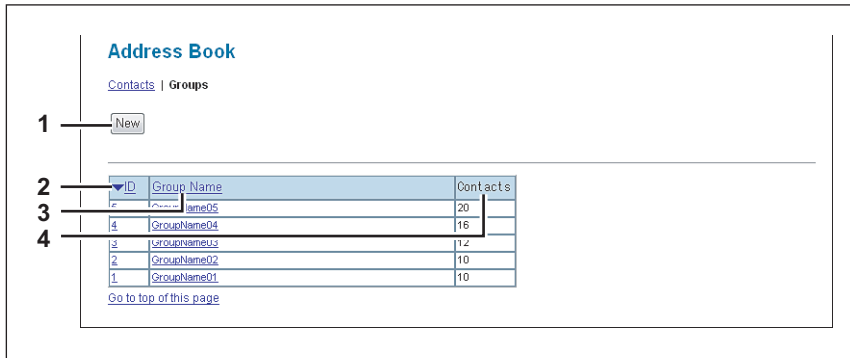 Address Book
Contacts | Groups
1 New
2 ID Group Name Contacts
3 5 GroupName05 20
4 GroupName04 16
4 3 GroupName03 12
2 GroupName02 10
1 GroupName01 10
Go to top of this page